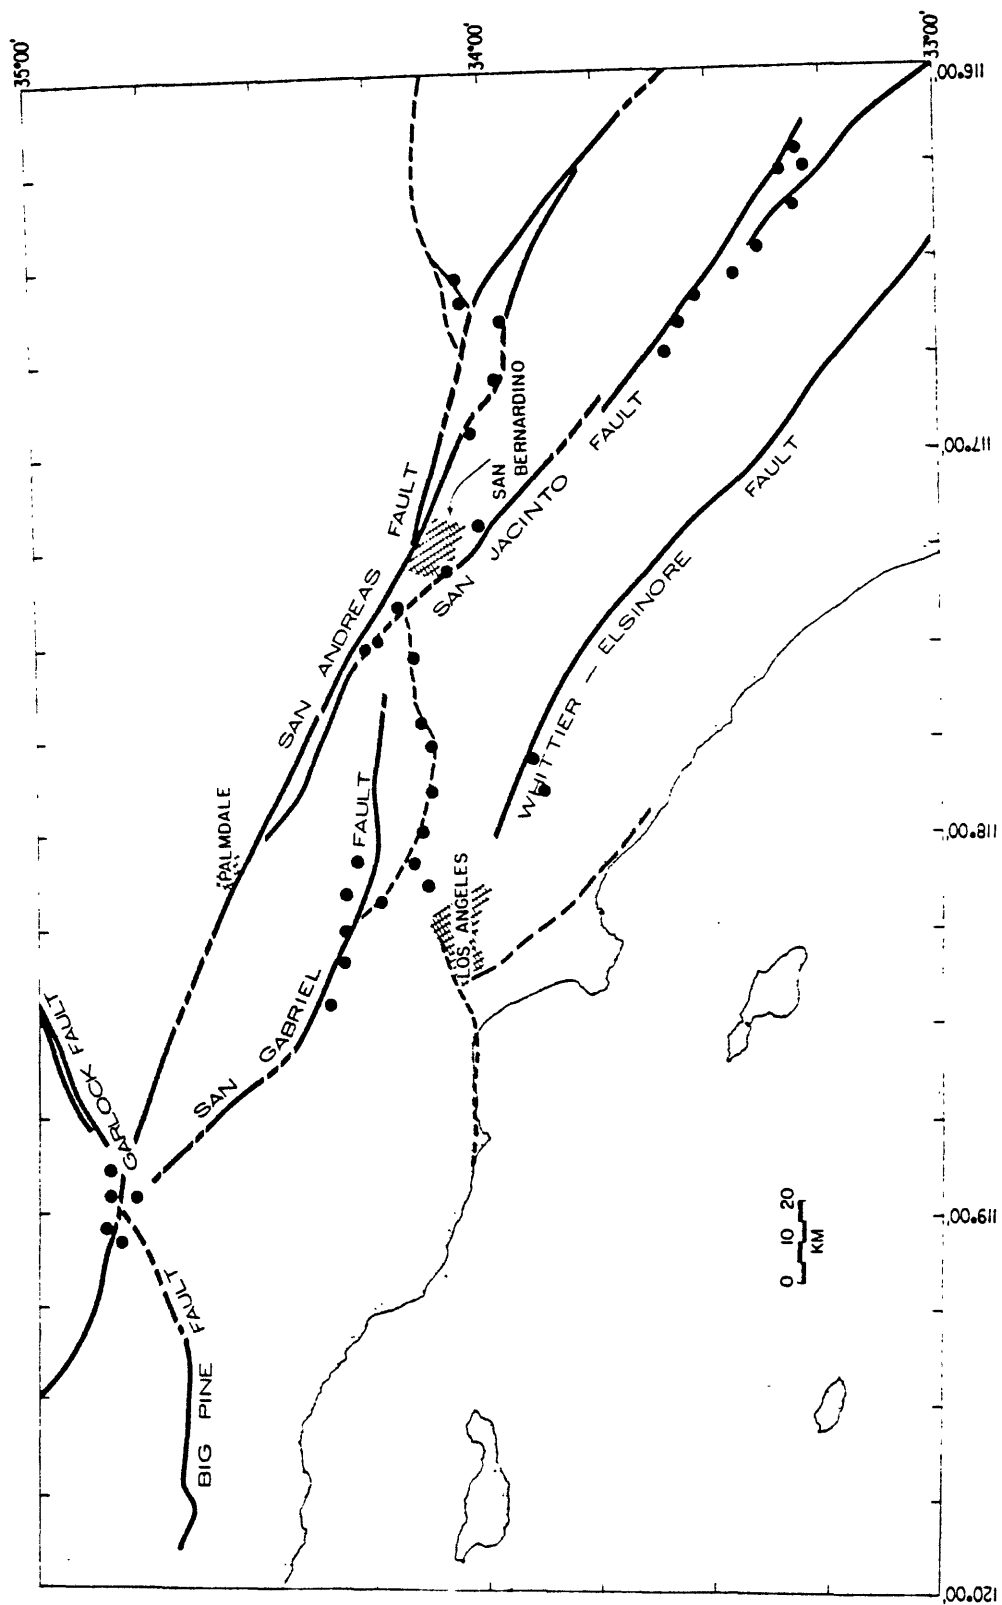 35°00'
34°00'
33°00'
116°00'
117°00'
118°00'
119°00'
120°00'
GARLOCK FAULT
BIG PINE FAULT
SAN GABRIEL FAULT
PALMDALE
SAN ANDREAS FAULT
SAN
BERNARDINO
SAN JACINTO FAULT
LOS ANGELES
WHITTIER – ELSINORE FAULT
0 10 20
KM